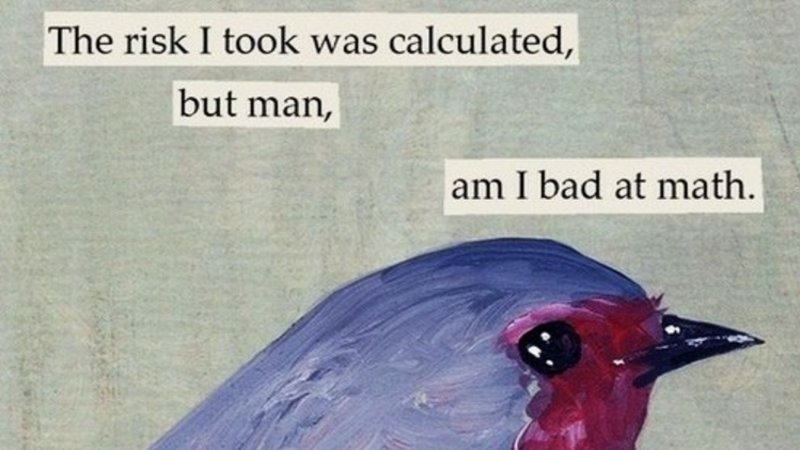 The risk I took was calculated,
but man,
am I bad at math.